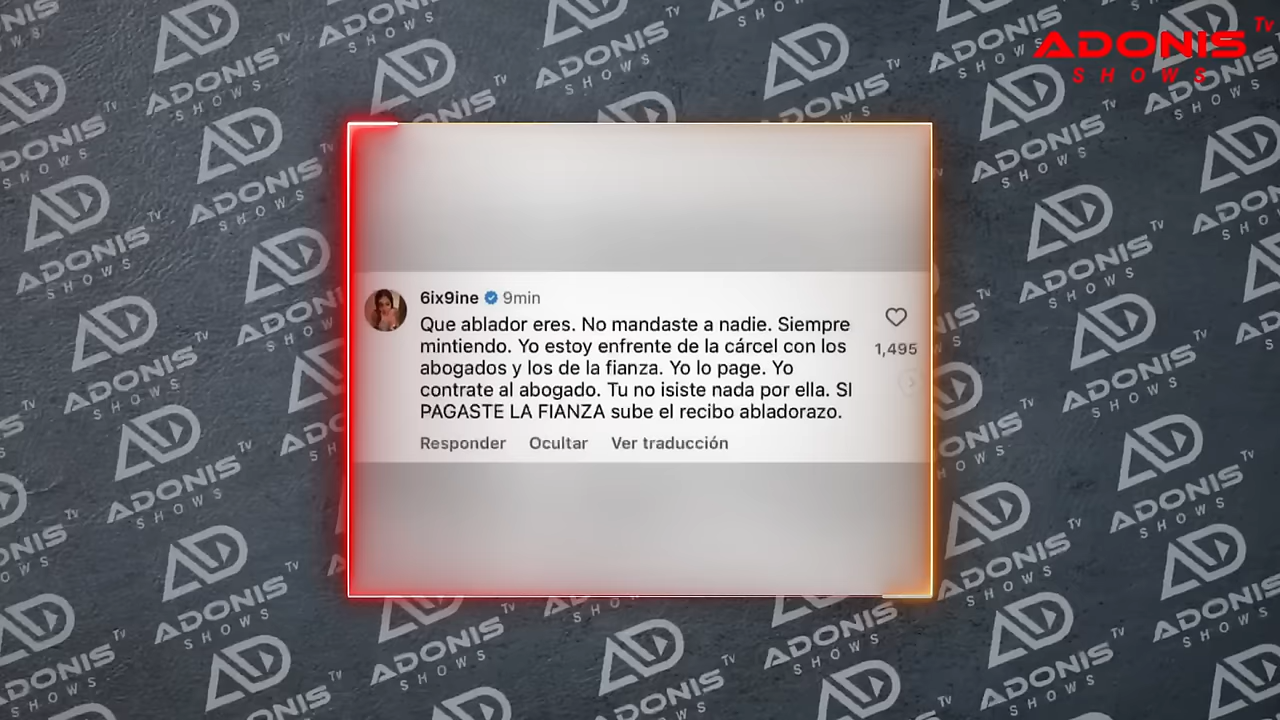 ADONIS Tv
SHOWS
6ix9ine 9min
Que ablador eres. No mandaste a nadie. Siempre
mintiendo. Yo estoy enfrente de la cárcel con los
abogados y los de la fianza. Yo lo page. Yo
contrate al abogado. Tu no isiste nada por ella. SI
PAGASTE LA FIANZA sube el recibo abladorazo.
1,495
Responder Ocultar Ver traducción